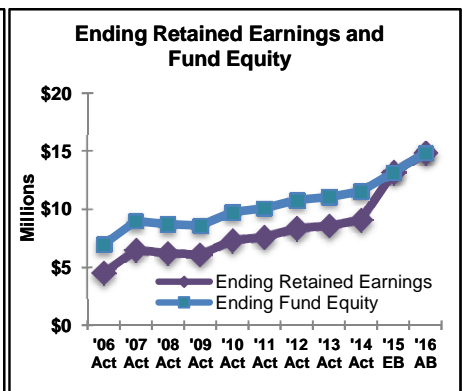 Ending Retained Earnings and
Fund Equity
$20
$15
$10
$5
$0
Millions
Ending Retained Earnings
Ending Fund Equity
'06 '07 '08 '09 '10 '11 '12 '13 '14 '15 '16
Act Act Act Act Act Act Act Act Act EB AB